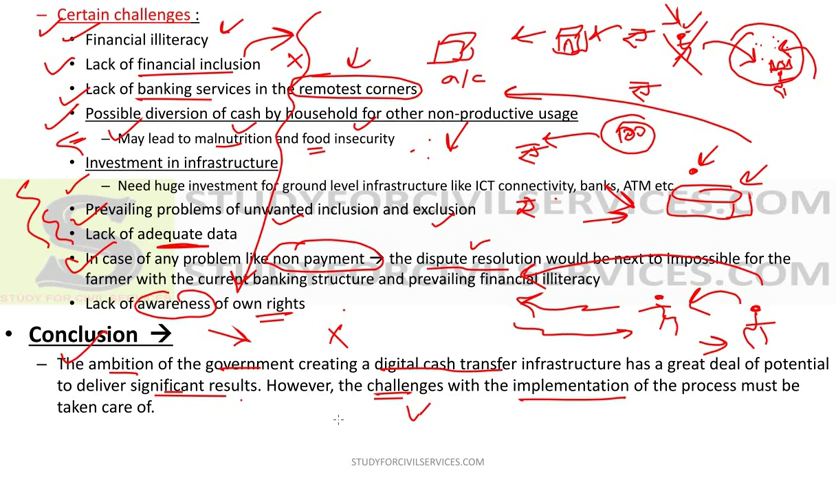 – Certain challenges :
• Financial illiteracy
• Lack of financial inclusion
• Lack of banking services in the remotest corners
• Possible diversion of cash by household for other non-productive usage
– May lead to malnutrition and food insecurity
• Investment in infrastructure
– Need huge investment for ground level infrastructure like ICT connectivity, banks, ATM etc
• Prevailing problems of unwanted inclusion and exclusion
• Lack of adequate data
• In case of any problem like non payment → the dispute resolution would be next to impossible for the
farmer with the current banking structure and prevailing financial illiteracy
• Lack of awareness of own rights
• Conclusion →
– The ambition of the government creating a digital cash transfer infrastructure has a great deal of potential
to deliver significant results. However, the challenges with the implementation of the process must be
taken care of.
a/c
STUDYFORCIVILSERVICES.COM
STUDYFORCIVILSERVICES.COM
STUDYFORCIVILSERVICES.COM